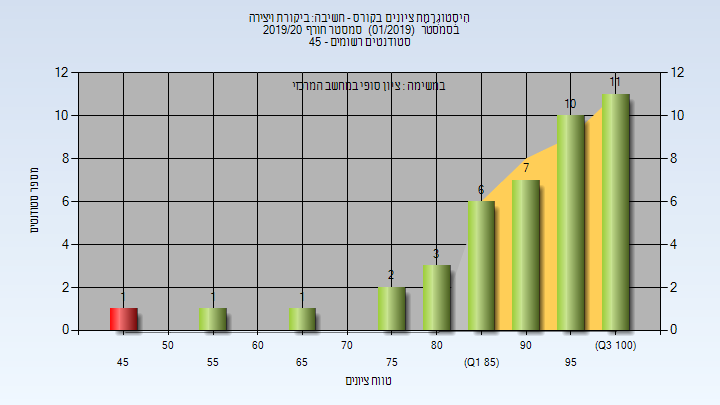 היסטוגרמת ציונים בקורס - חשיבה: ביקורת ויצירה
בסמסטר (01/2019) סמסטר חורף 2019/20
סטודנטים רשומים - 45
במשימה : ציון סופי במחשב המרכזי
12 12
11
10 10 10
8 8
7
6 6 6
4 4
3
2 2 2
1 1 1
0 0
50 60 70 80 90 (Q3 100)
45 55 65 75 (Q1 85) 95
טווח ציונים
מספר סטודנטים